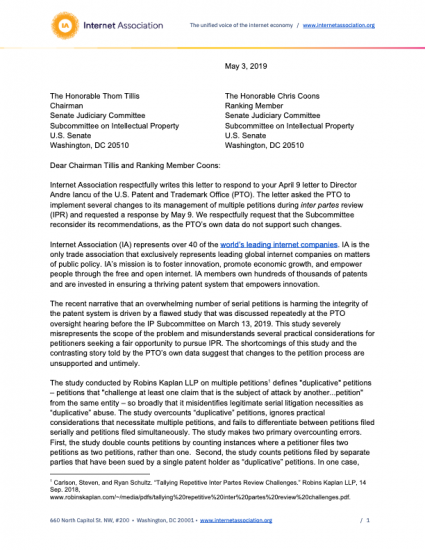 IA
Internet Association
The unified voice of the internet economy / www.internetassociation.org
May 3, 2019
The Honorable Thom Tillis
Chairman
Senate Judiciary Committee
Subcommittee on Intellectual Property
U.S. Senate
Washington, DC 20510
The Honorable Chris Coons
Ranking Member
Senate Judiciary Committee
Subcommittee on Intellectual Property
U.S. Senate
Washington, DC 20510
Dear Chairman Tillis and Ranking Member Coons:
Internet Association respectfully writes this letter to respond to your April 9 letter to Director
Andre Iancu of the U.S. Patent and Trademark Office (PTO). The letter asked the PTO to
implement several changes to its management of multiple petitions during inter partes review
(IPR) and requested a response by May 9. We respectfully request that the Subcommittee
reconsider its recommendations, as the PTO's own data do not support such changes.
Internet Association (IA) represents over 40 of the world's leading internet companies. IA is the
only trade association that exclusively represents leading global internet companies on matters
of public policy. IA's mission is to foster innovation, promote economic growth, and empower
people through the free and open internet. IA members own hundreds of thousands of patents
and are invested in ensuring a thriving patent system that empowers innovation.
The recent narrative that an overwhelming number of serial petitions is harming the integrity of
the patent system is driven by a flawed study that was discussed repeatedly at the PTO
oversight hearing before the IP Subcommittee on March 13, 2019. This study severely
misrepresents the scope of the problem and misunderstands several practical considerations for
petitioners seeking a fair opportunity to pursue IPR. The shortcomings of this study and the
contrasting story told by the PTO's own data suggest that changes to the petition process are
unsupported and untimely.
The study conducted by Robins Kaplan LLP on multiple petitions1 defines "duplicative" petitions
– petitions that "challenge at least one claim that is the subject of attack by another...petition"
from the same entity – so broadly that it misidentifies legitimate serial litigation necessities as
"duplicative" abuse. The study overcounts "duplicative" petitions, ignores practical
considerations that necessitate multiple petitions, and fails to differentiate between petitions filed
serially and petitions filed simultaneously. The study makes two primary overcounting errors.
First, the study double counts petitions by counting instances where a petitioner files two
petitions as two petitions, rather than one. Second, the study counts petitions filed by separate
parties that have been sued by a single patent holder as "duplicative" petitions. In one case,
1 Carlson, Steven, and Ryan Schultz. "Tallying Repetitive Inter Partes Review Challenges." Robins Kaplan LLP, 14
Sep. 2018,
www.robinskaplan.com/~/media/pdfs/tallying%20repetitive%20inter%20partes%20review%20challenges.pdf.
660 North Capitol St. NW, #200 • Washington, DC 20001 • www.internetassociation.org
/ 1